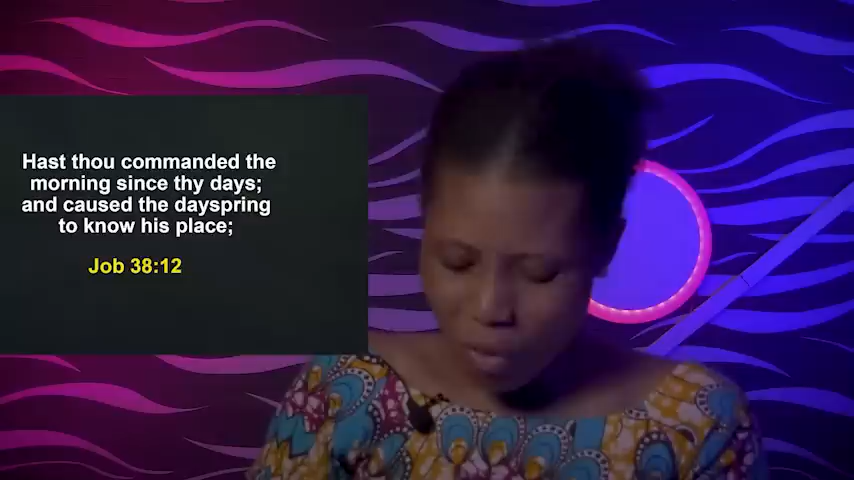 Hast thou commanded the
morning since thy days;
and caused the dayspring
to know his place;
Job 38:12